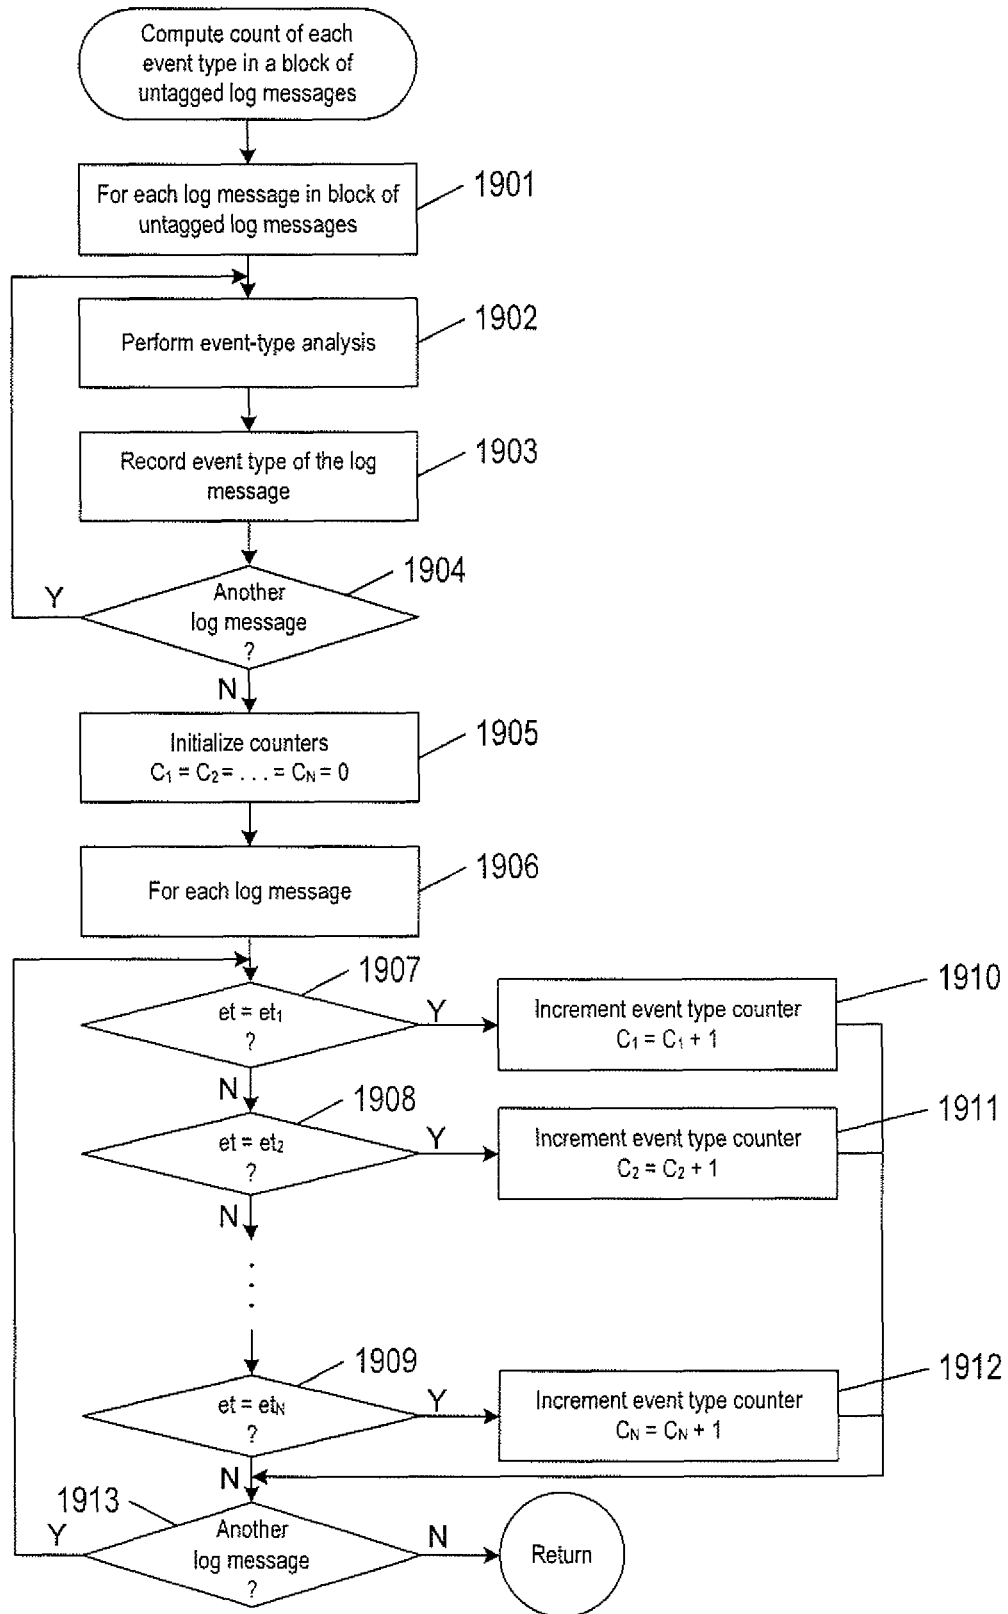 Compute count of each
event type in a block of
untagged log messages
For each log message in block of
untagged log messages
1901
Perform event-type analysis
1902
Record event type of the log
message
1903
Another
log message
?
1904
Y
N
Initialize counters
C₁ = C₂ = . . . = C_N = 0
1905
For each log message
1906
et = et₁
?
1907
Y
Increment event type counter
C₁ = C₁ + 1
1910
N
et = et₂
?
1908
Y
Increment event type counter
C₂ = C₂ + 1
1911
N
.
.
.
et = et_N
?
1909
Y
Increment event type counter
C_N = C_N + 1
1912
N
1913
Another
log message
?
Y
N
Return